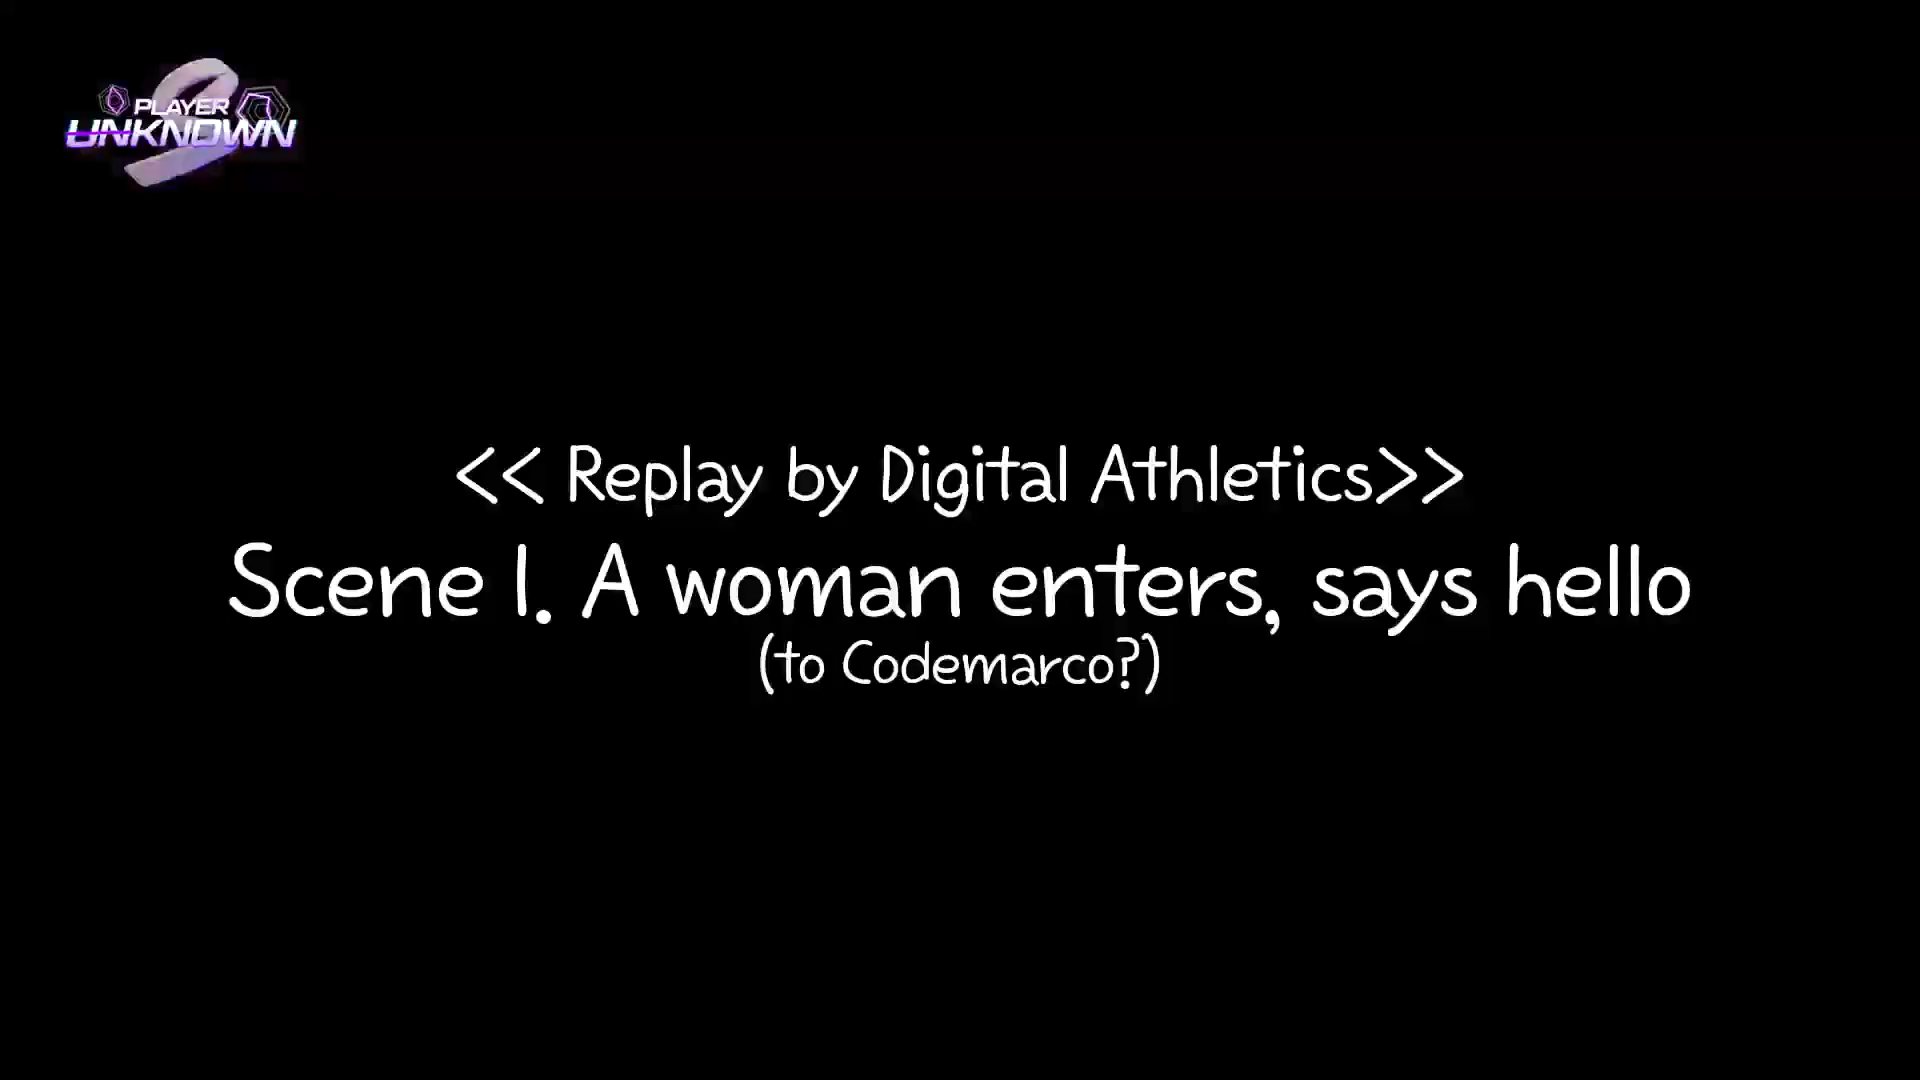 PLAYER
UNKNOWN
<< Replay by Digital Athletics>>
Scene 1. A woman enters, says hello
(to Codemarco?)